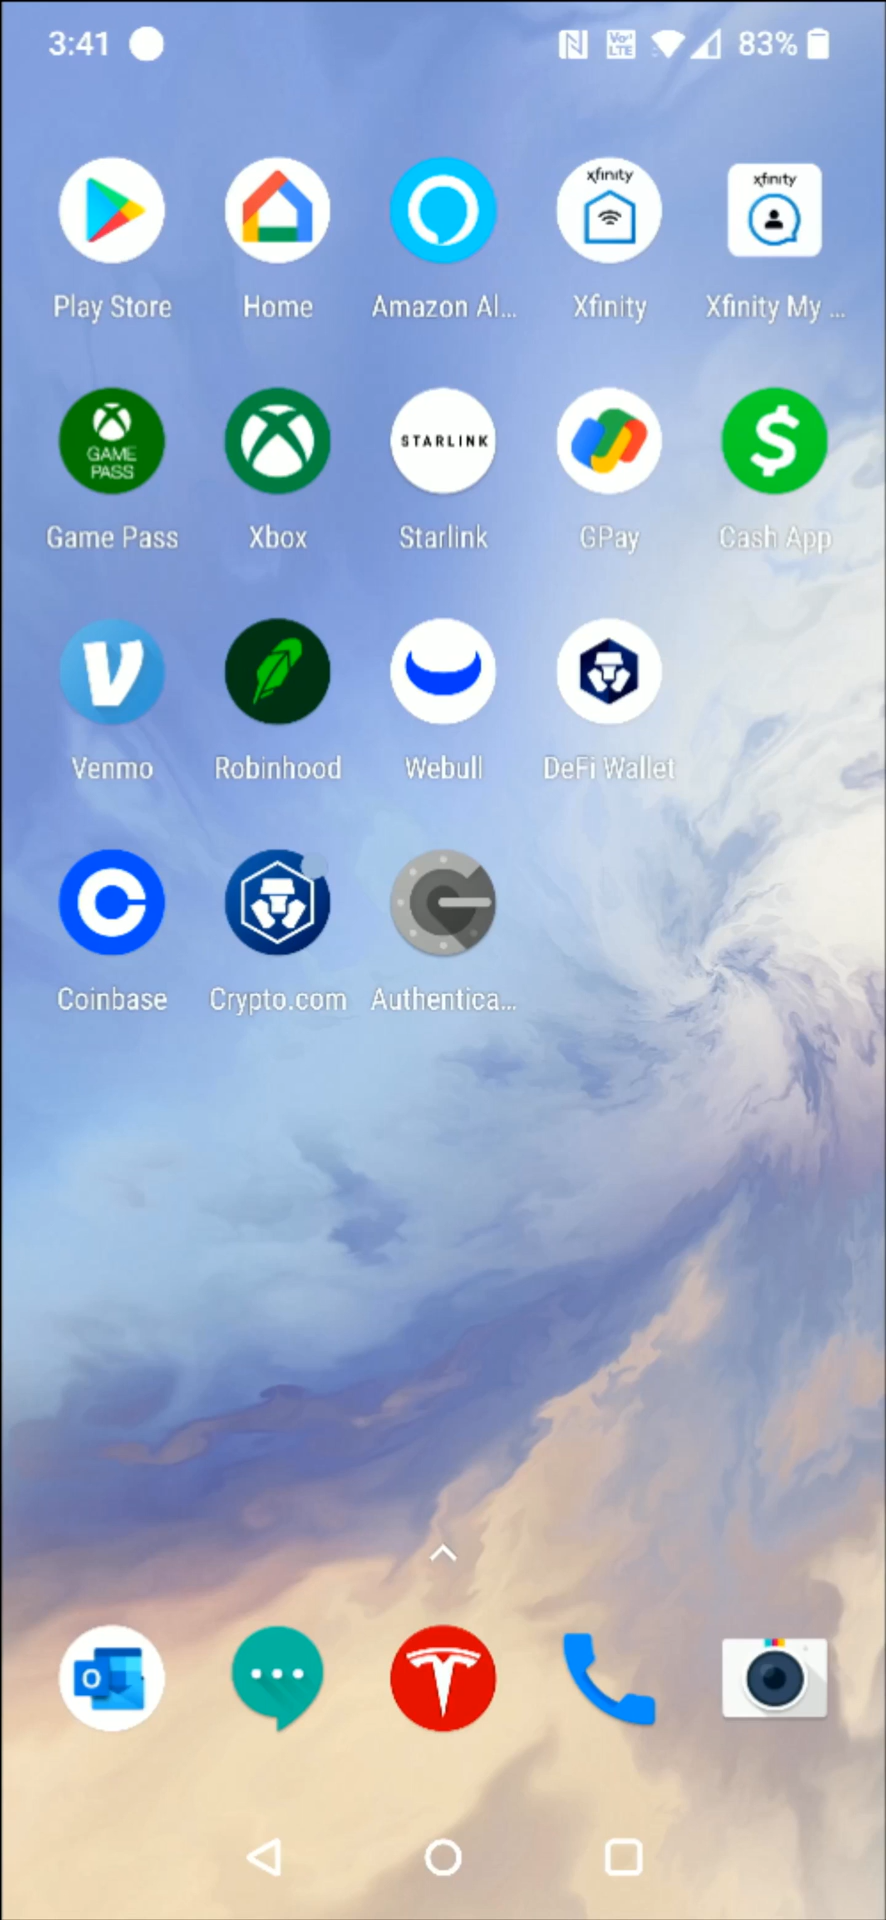 3:41 83%
xfinity xfinity
Play Store Home Amazon Al... Xfinity Xfinity My ...
GAME
PASS
STARLINK
Game Pass Xbox Starlink GPay Cash App
Venmo Robinhood Webull DeFi Wallet
Coinbase Crypto.com Authentica...